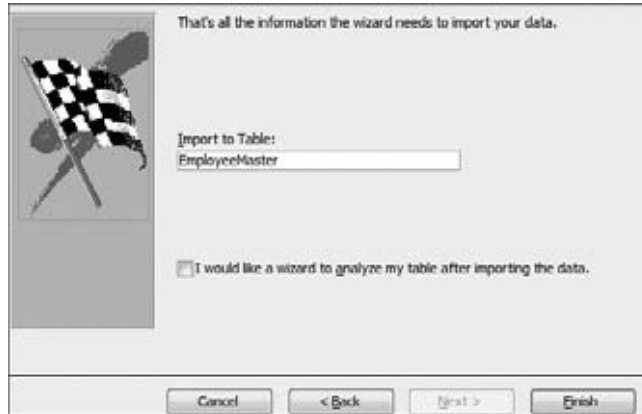 That's all the information the wizard needs to import your data.
Import to Table:
EmployeeMaster
I would like a wizard to analyze my table after importing the data.
Cancel
< Back
Next >
Finish